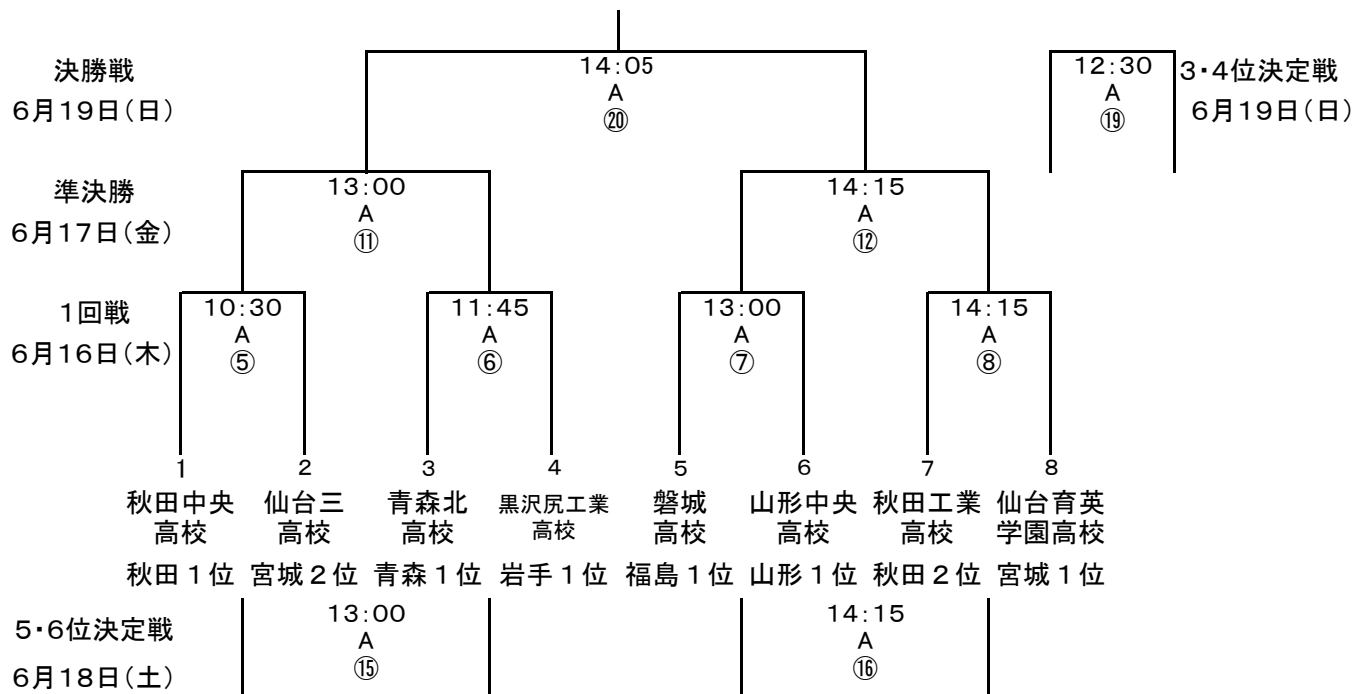 決勝戦
6月19日(日)
14:05
A
⑳
12:30
A
⑲
3・4位決定戦
6月19日(日)
準決勝
6月17日(金)
13:00
A
⑪
14:15
A
⑫
1回戦
6月16日(木)
10:30
A
⑤
11:45
A
⑥
13:00
A
⑦
14:15
A
⑧
1 2 3 4 5 6 7 8
秋田中央 仙台三 青森北 黒沢尻工業 磐城 山形中央 秋田工業 仙台育英
高校 高校 高校 高校 高校 高校 高校 学園高校
秋田1位 宮城2位 青森1位 岩手1位 福島1位 山形1位 秋田2位 宮城1位
5・6位決定戦
6月18日(土)
13:00
A
⑮
14:15
A
⑯